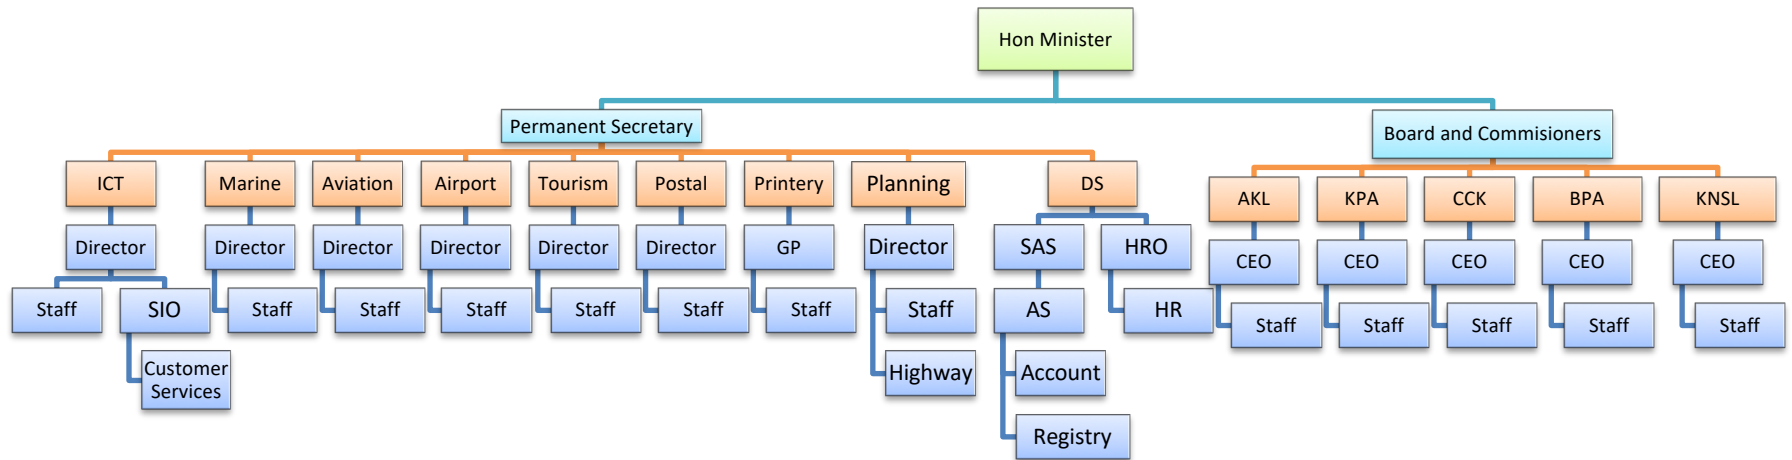 Hon Minister
Permanent Secretary
Board and Commisioners
ICT
Marine
Aviation
Airport
Tourism
Postal
Printery
Planning
DS
AKL
KPA
CCK
BPA
KNSL
Director
Director
Director
Director
Director
Director
GP
Director
SAS
HRO
CEO
CEO
CEO
CEO
CEO
Staff
SIO
Staff
Staff
Staff
Staff
Staff
Staff
Staff
AS
HR
Staff
Staff
Staff
Staff
Staff
Customer
Services
Highway
Account
Registry